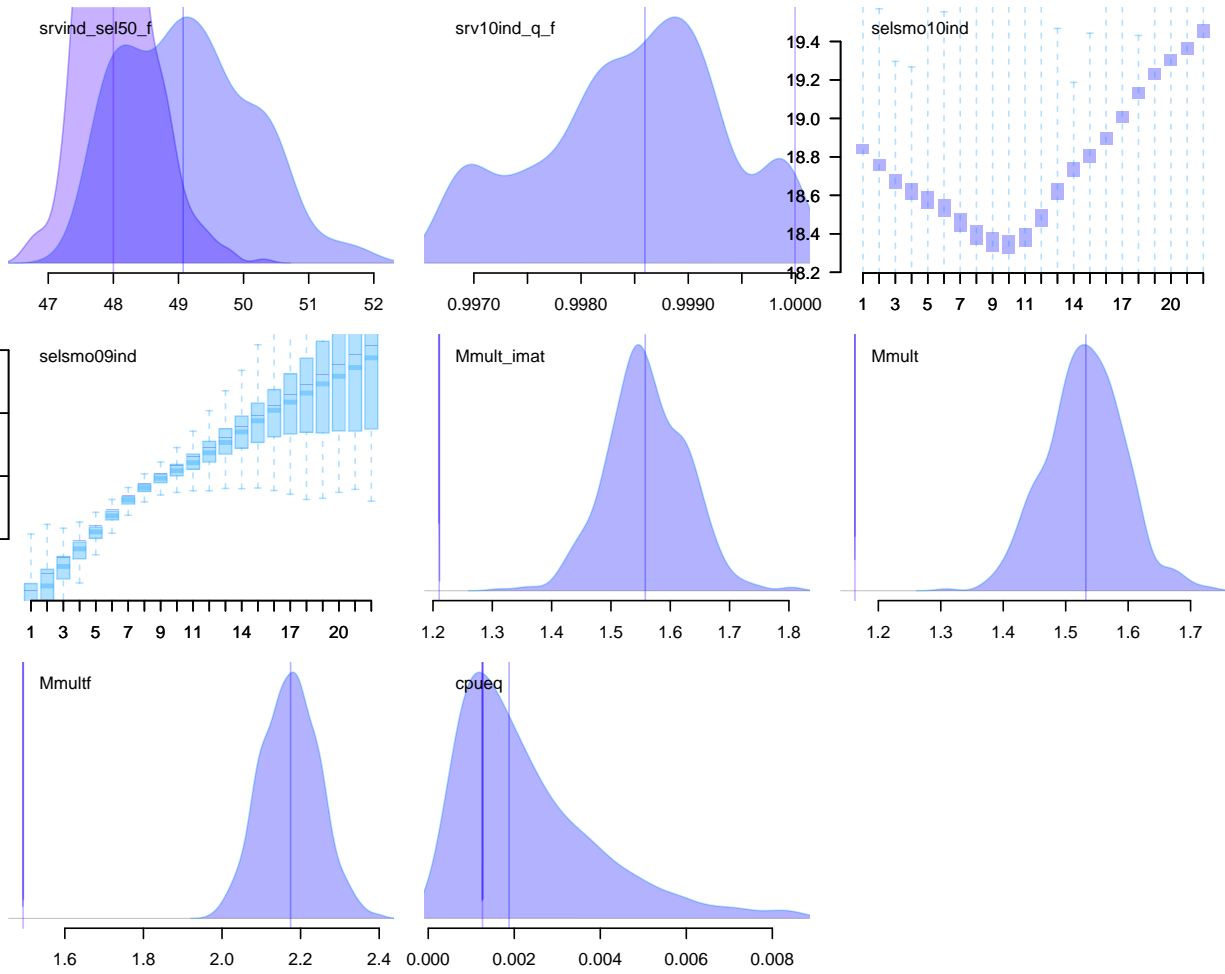 srvind_sel50_f
47 48 49 50 51 52
srv10ind_q_f
0.9970 0.9980 0.9990 1.0000
selsmo10ind
19.4
19.2
19.0
18.8
18.6
18.4
18.2
1 3 5 7 9 11 14 17 20
selsmo09ind
1 3 5 7 9 11 14 17 20
Mmult_imat
1.2 1.3 1.4 1.5 1.6 1.7 1.8
Mmult
1.2 1.3 1.4 1.5 1.6 1.7
Mmultf
1.6 1.8 2.0 2.2 2.4
cpueq
0.000 0.002 0.004 0.006 0.008